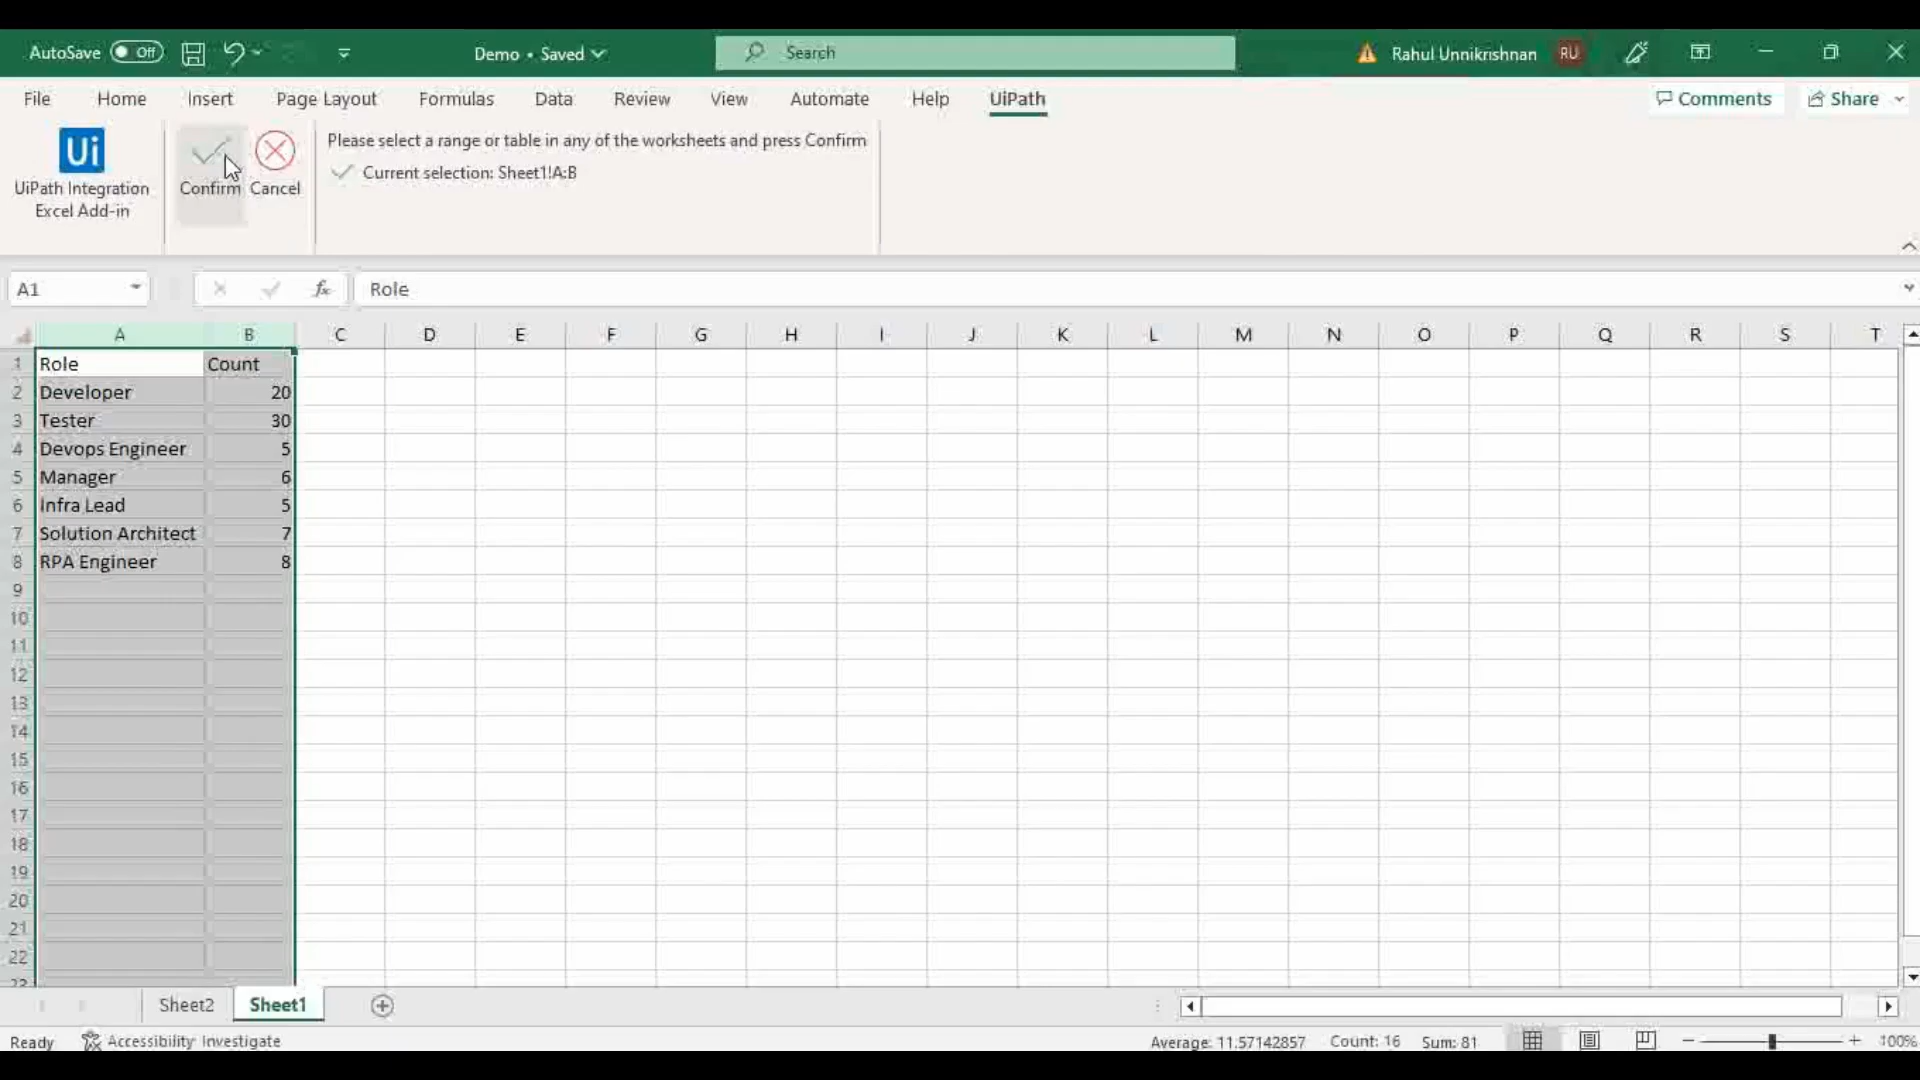 AutoSave Off Demo • Saved Search Rahul Unnikrishnan RU
File Home Insert Page Layout Formulas Data Review View Automate Help UiPath Comments Share
Ui
UiPath Integration
Excel Add-in
Confirm
Cancel
Please select a range or table in any of the worksheets and press Confirm
Current selection: Sheet1!A:B
A1 fx Role
A B C D E F G H I J K L M N O P Q R S T
1 Role Count
2 Developer 20
3 Tester 30
4 Devops Engineer 5
5 Manager 6
6 Infra Lead 5
7 Solution Architect 7
8 RPA Engineer 8
9
10
11
12
13
14
15
16
17
18
19
20
21
22
23
Sheet2 Sheet1
Ready Accessibility: Investigate Average: 11.57142857 Count: 16 Sum: 81 100%